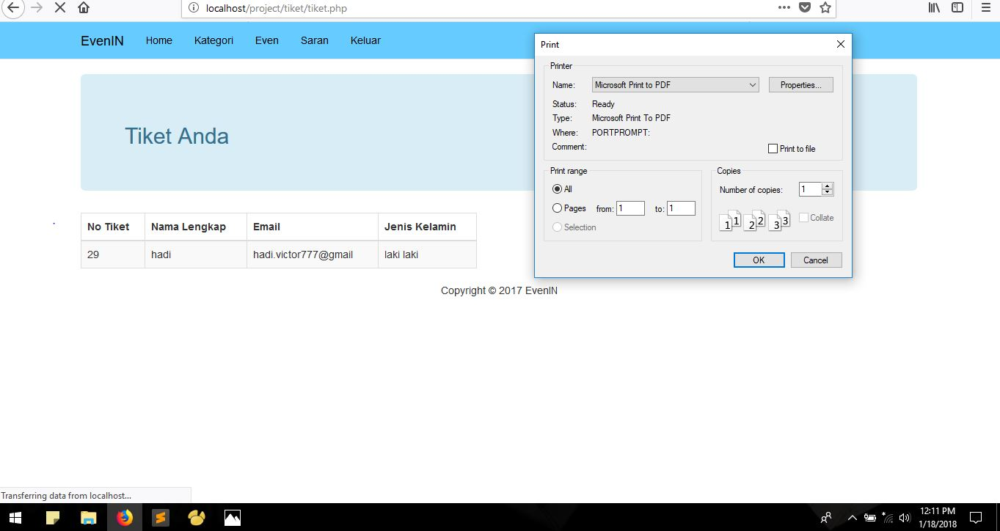 localhost/project/tiket/tiket.php
EvenIN Home Kategori Even Saran Keluar
Tiket Anda
No Tiket Nama Lengkap Email Jenis Kelamin
29 hadi hadi.victor777@gmail laki laki
Copyright © 2017 EvenIN
Print
Printer
Name: Microsoft Print to PDF Properties...
Status: Ready
Type: Microsoft Print To PDF
Where: PORTPROMPT:
Comment:
Print to file
Print range
All
Pages from: 1 to: 1
Selection
Copies
Number of copies: 1
1 1 2 2 3 3 Collate
OK Cancel
Transferring data from localhost...
12:11 PM
1/18/2018